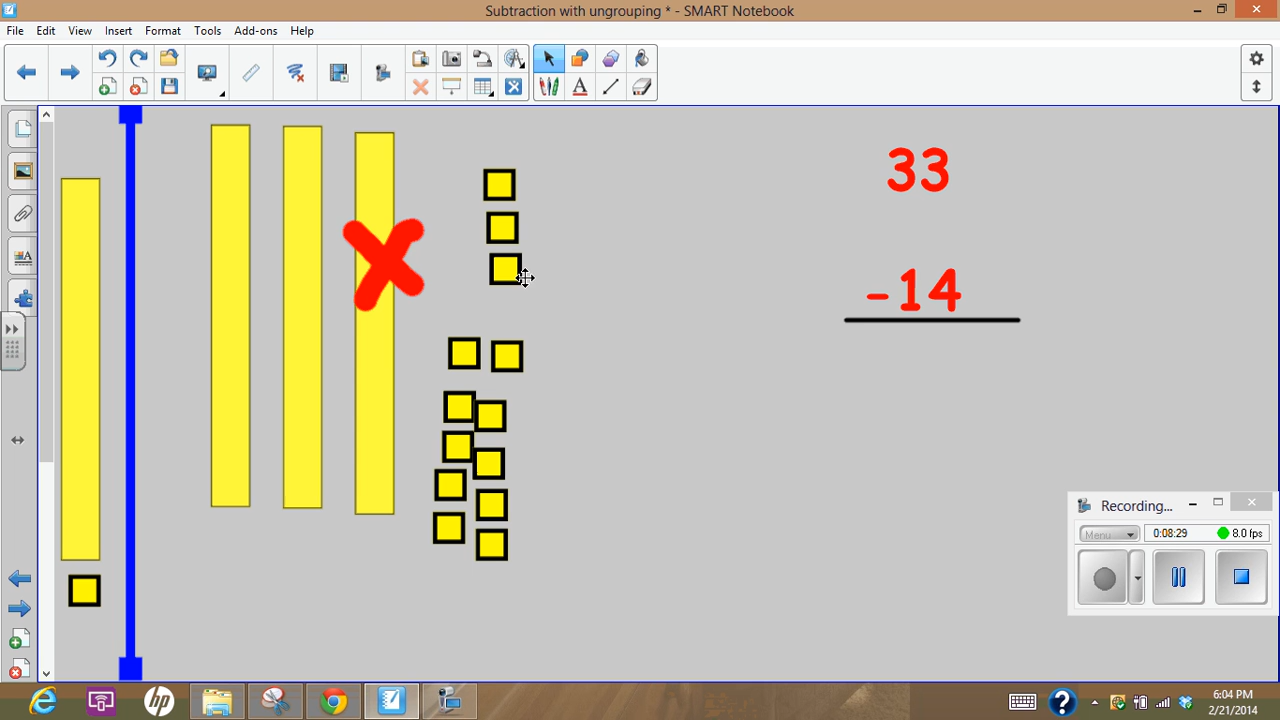 Subtraction with ungrouping * - SMART Notebook
File Edit View Insert Format Tools Add-ons Help
33
-14
Recording...
Menu 0:08:29 8.0 fps
6:04 PM
2/21/2014